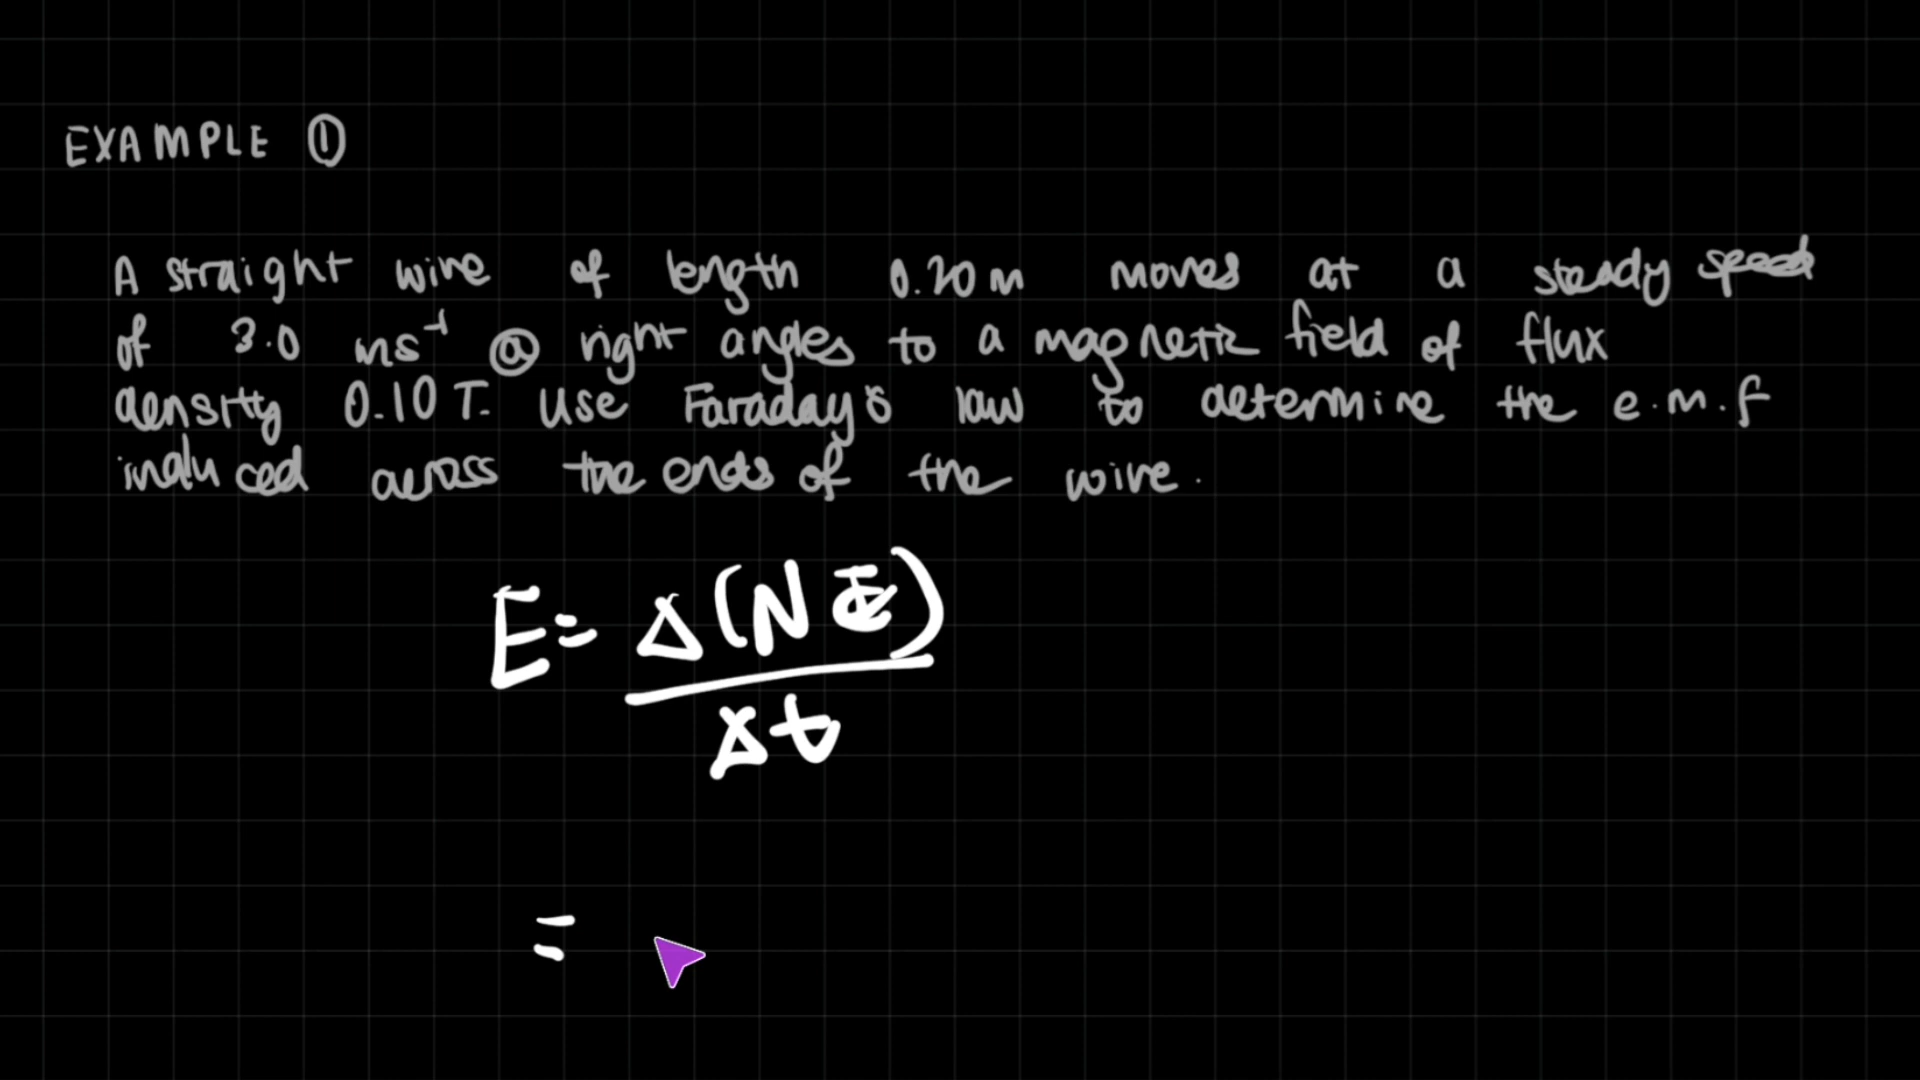 EXAMPLE ①
A straight wire of length 0.20 m moves at a steady speed
of 3.0 ms⁻¹ @ right angles to a magnetic field of flux
density 0.10 T. Use Faraday's law to determine the e.m.f
induced across the ends of the wire.
E = Δ(NΦ)
Δt
=